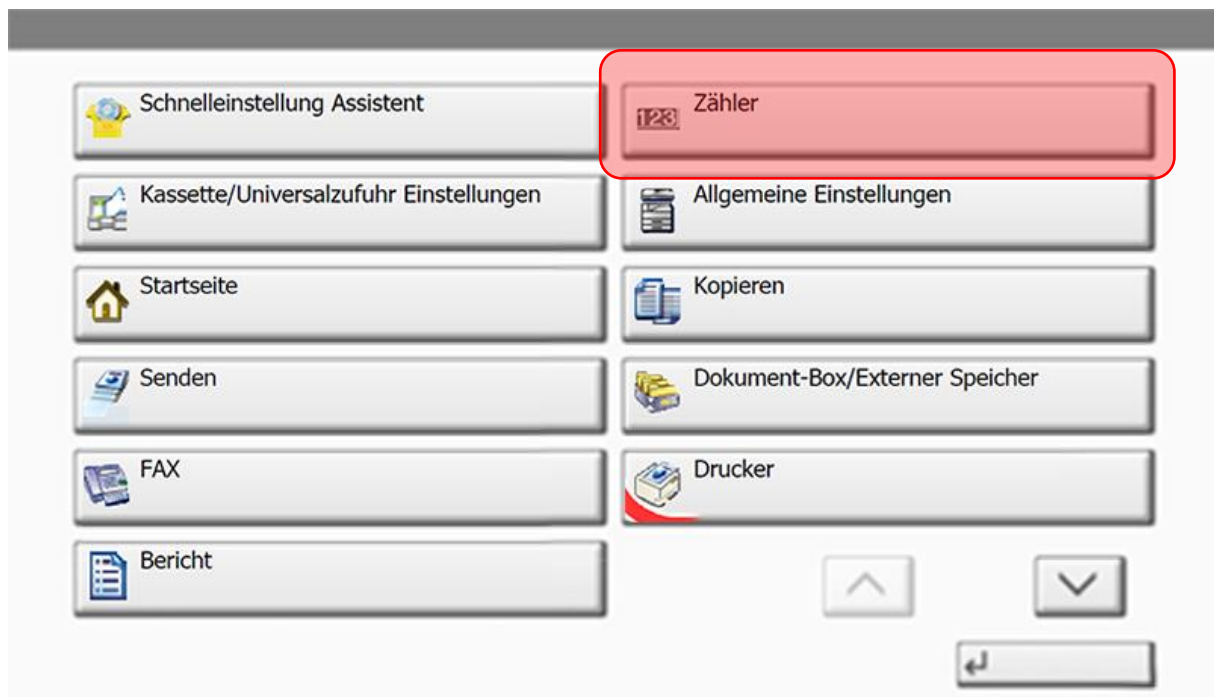 Schnelleinstellung Assistent
123 Zähler
Kassette/Universalzufuhr Einstellungen
Allgemeine Einstellungen
Startseite
Kopieren
Senden
Dokument-Box/Externer Speicher
FAX
Drucker
Bericht